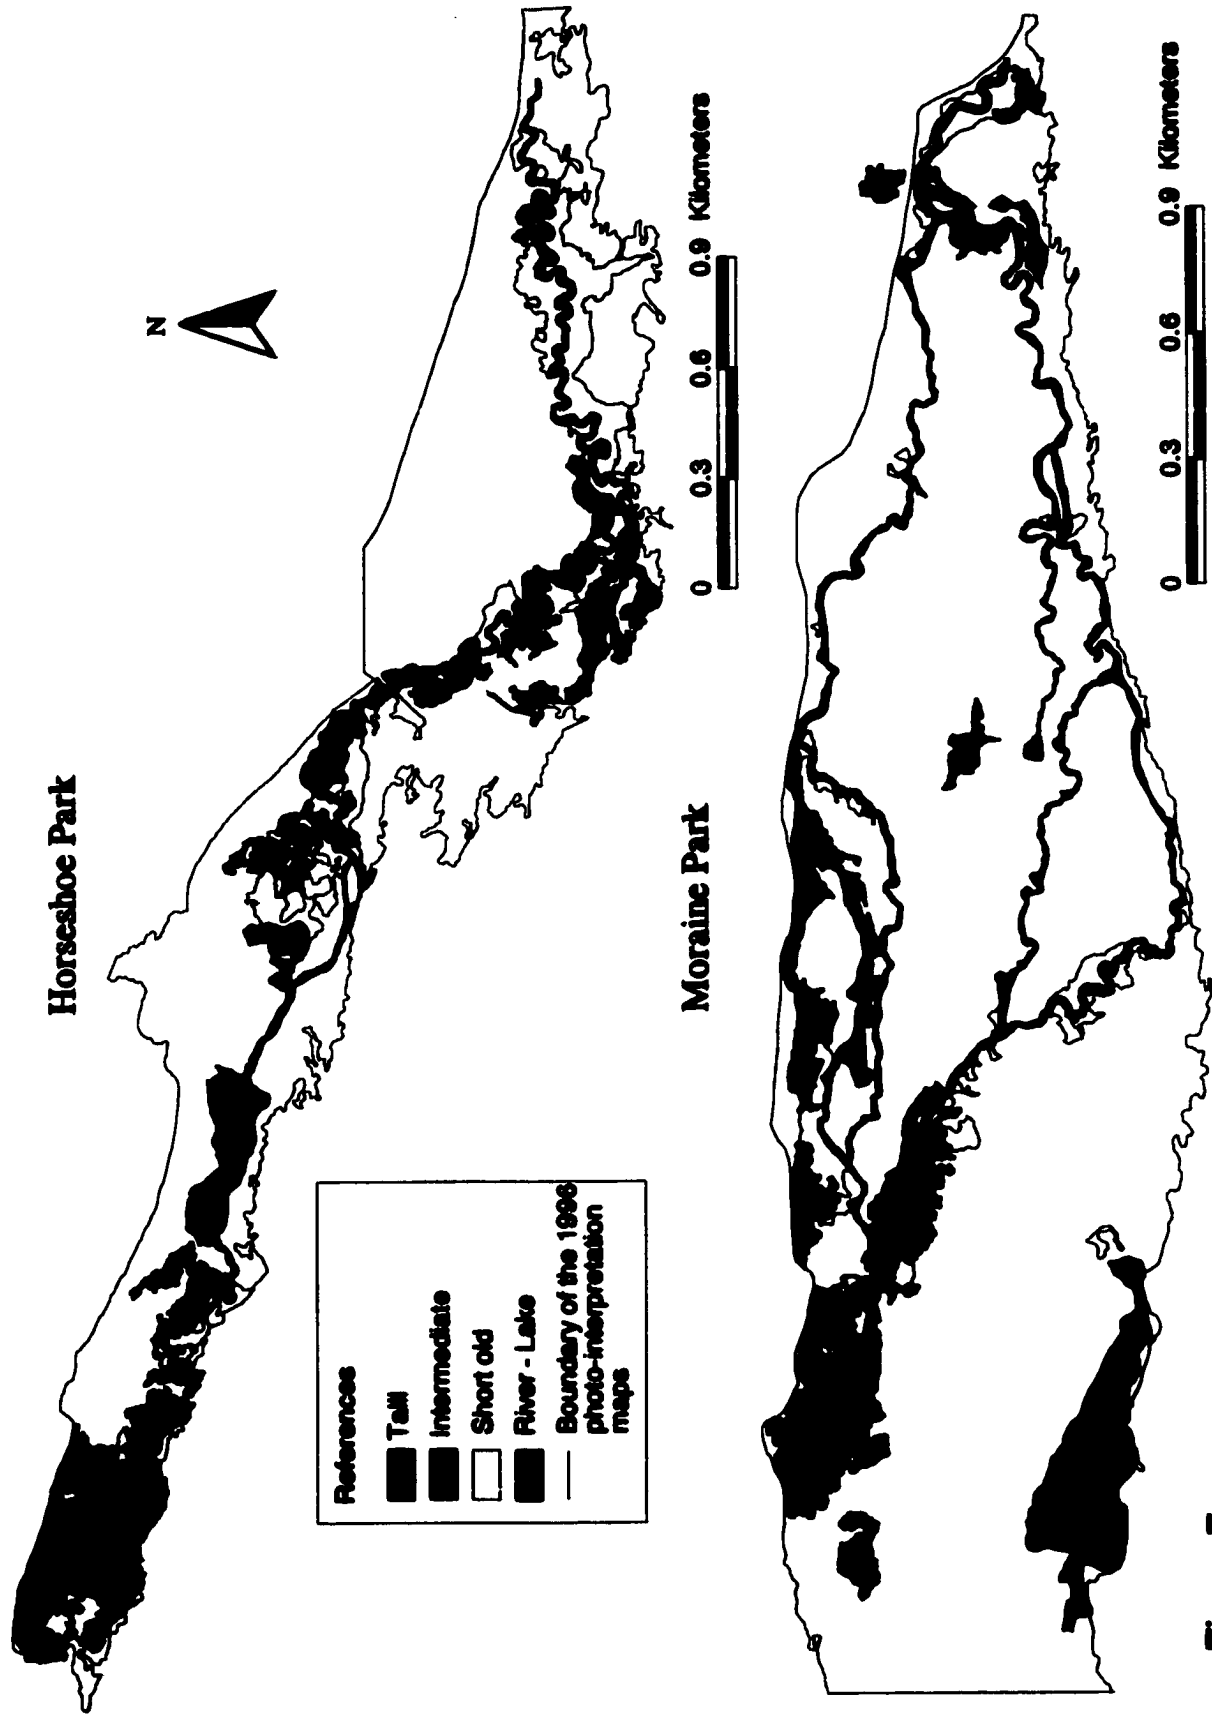 Horseshoe Park
N
References
Tall
Intermediate
Short old
River - Lake
Boundary of the 1996
photo-interpretation
maps
0 0.3 0.6 0.9 Kilometers
Moraine Park
0 0.3 0.6 0.9 Kilometers